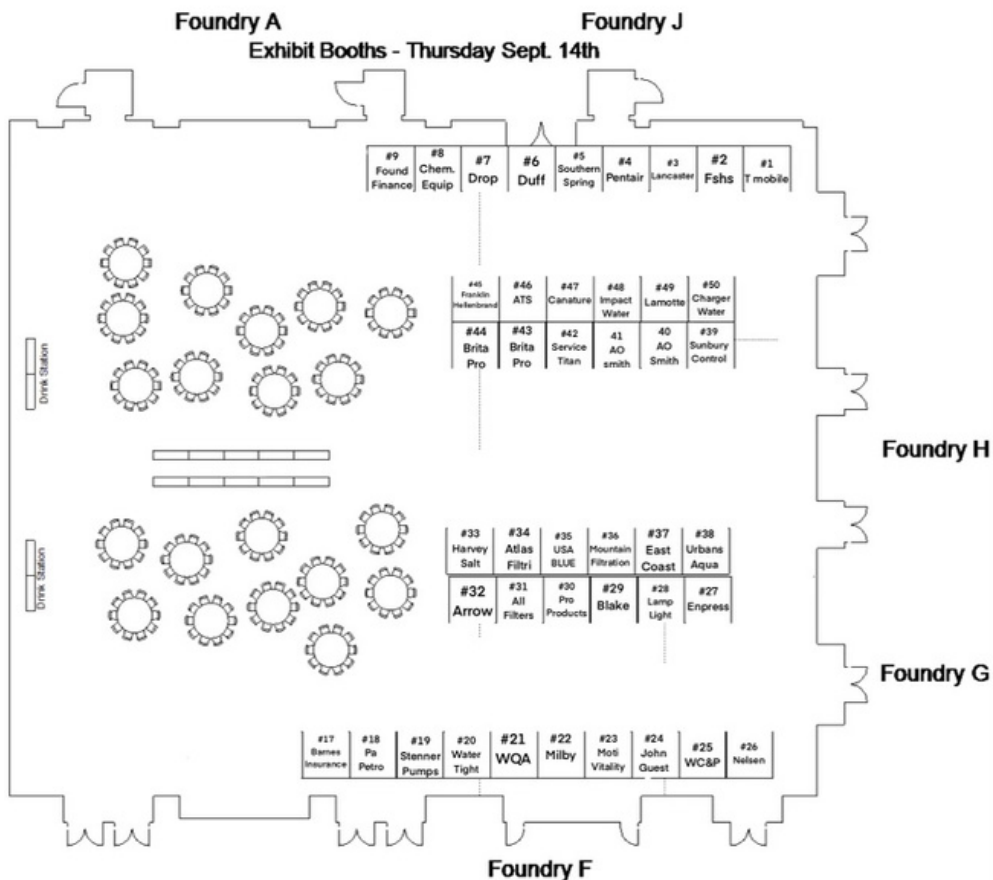 Foundry A
Foundry J
Exhibit Booths - Thursday Sept. 14th
#9
Found
Finance
#8
Chem.
Equip
#7
Drop
#6
Duff
#5
Southern
Spring
#4
Pentair
#3
Lancaster
#2
Fshs
#1
T mobile
#45
Franklin
Hellenbrand
#46
ATS
#47
Canature
#48
Impact
Water
#49
Lamotte
#50
Charger
Water
#44
Brita
Pro
#43
Brita
Pro
#42
Service
Titan
41
AO
smith
40
AO
Smith
#39
Sunbury
Control
Drink Station
Foundry H
#33
Harvey
Salt
#34
Atlas
Filtri
#35
USA
BLUE
#36
Mountain
Filtration
#37
East
Coast
#38
Urbans
Aqua
Drink Station
#32
Arrow
#31
All
Filters
#30
Pro
Products
#29
Blake
#28
Lamp
Light
#27
Enpress
Foundry G
#17
Barnes
Insurance
#18
Pa
Petro
#19
Stenner
Pumps
#20
Water
Tight
#21
WQA
#22
Milby
#23
Moti
Vitality
#24
John
Guest
#25
WC&P
#26
Nelsen
Foundry F